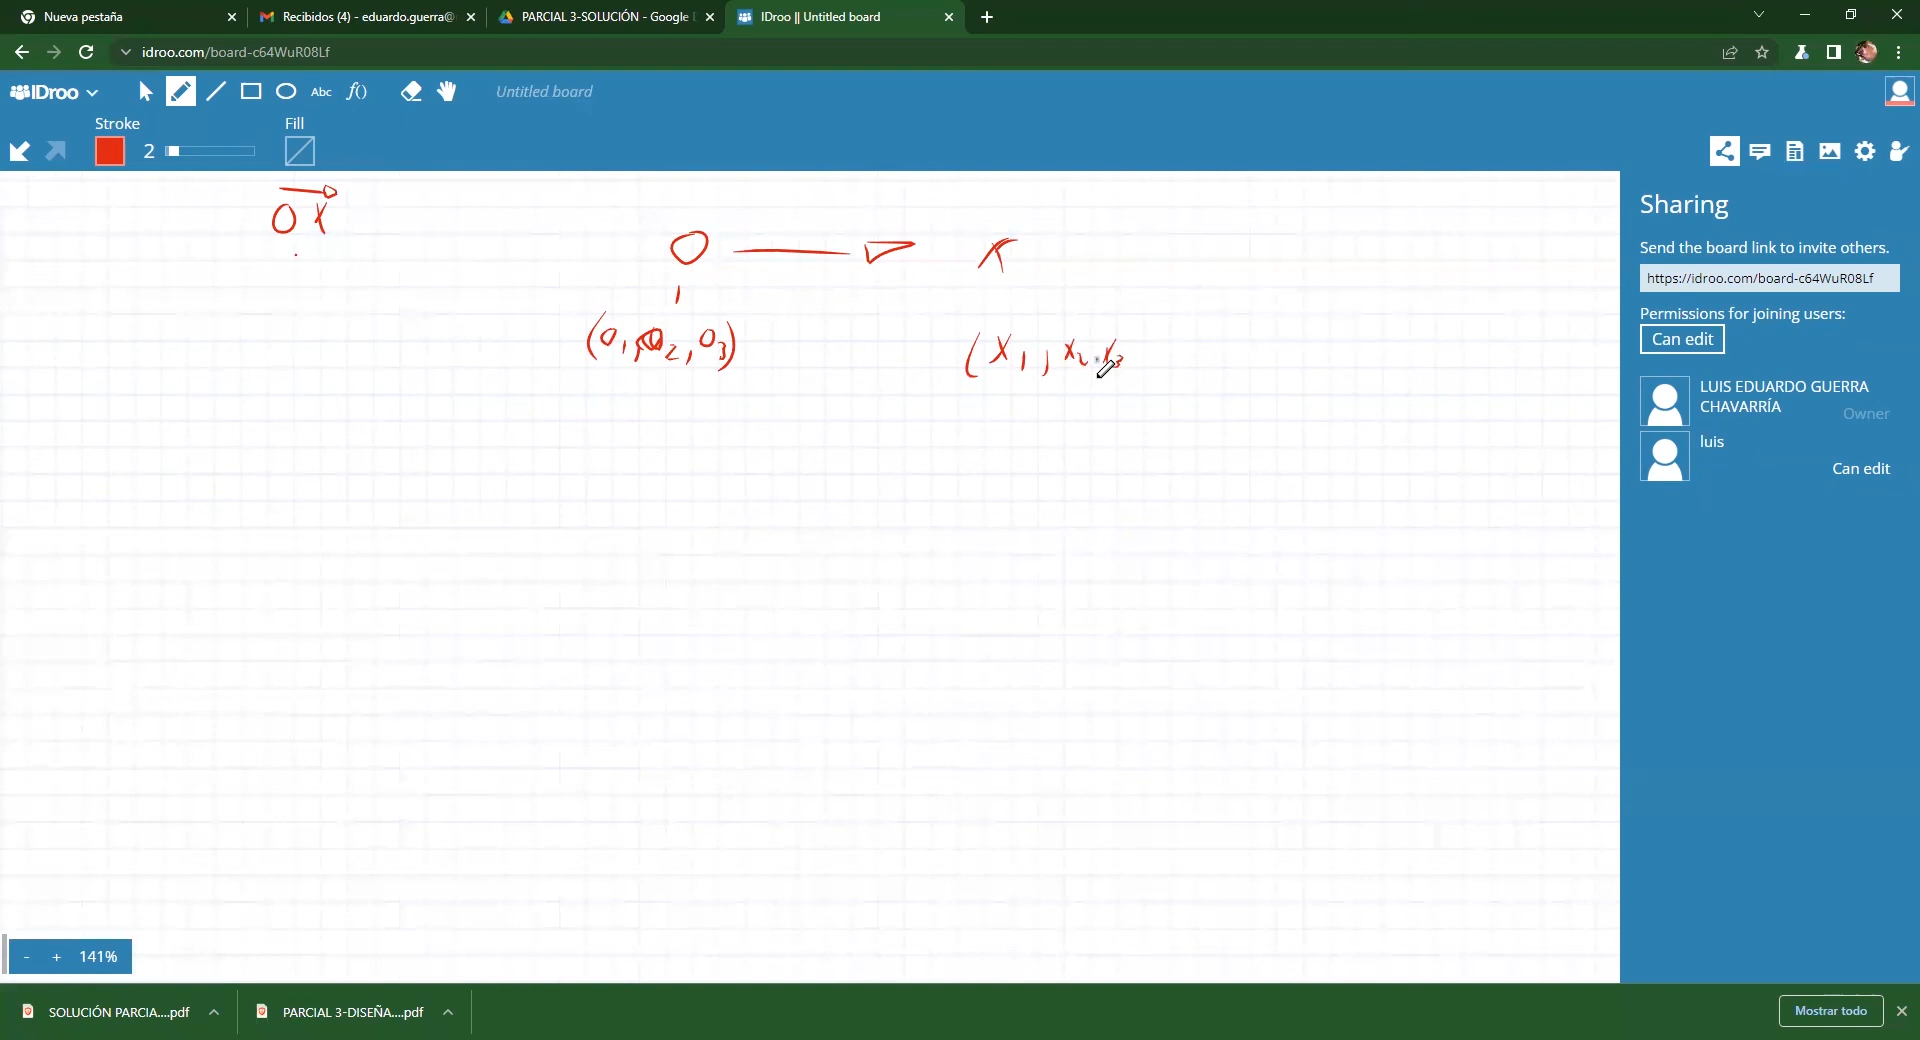 Nueva pestaña
Recibidos (4) - eduardo.guerra@
PARCIAL 3-SOLUCIÓN - Google D
IDroo || Untitled board
idroo.com/board-c64WuR08Lf
IDroo
Abc
f()
Untitled board
Stroke
Fill
2
Sharing
Send the board link to invite others.
https://idroo.com/board-c64WuR08Lf
Permissions for joining users:
Can edit
LUIS EDUARDO GUERRA
CHAVARRÍA
Owner
luis
Can edit
O X
O X
(O1, O2, O3)
(X1, X2, X3
- + 141%
SOLUCIÓN PARCIA....pdf
PARCIAL 3-DISEÑA....pdf
Mostrar todo